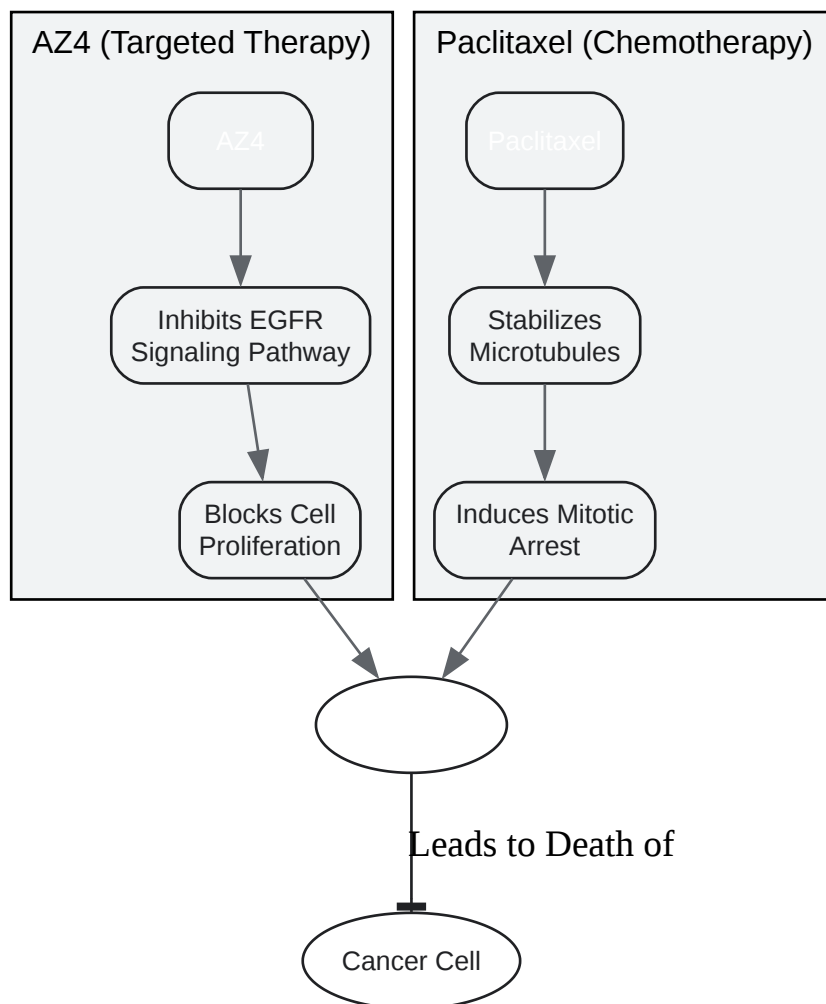 AZ4 (Targeted Therapy)
Paclitaxel (Chemotherapy)
AZ4
Paclitaxel
Inhibits EGFR
Signaling Pathway
Stabilizes
Microtubules
Blocks Cell
Proliferation
Induces Mitotic
Arrest
Leads to Death of
Cancer Cell